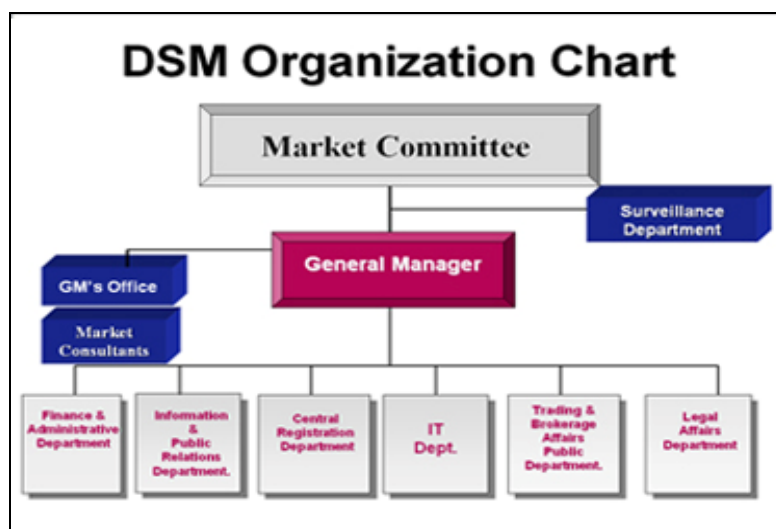 DSM Organization Chart
Market Committee
Surveillance
Department
General Manager
GM's Office
Market
Consultants
Finance &
Administrative
Department
Information
&
Public
Relations
Department.
Central
Registration
Department
IT
Dept.
Trading &
Brokerage
Affairs
Public
Department.
Legal
Affairs
Department